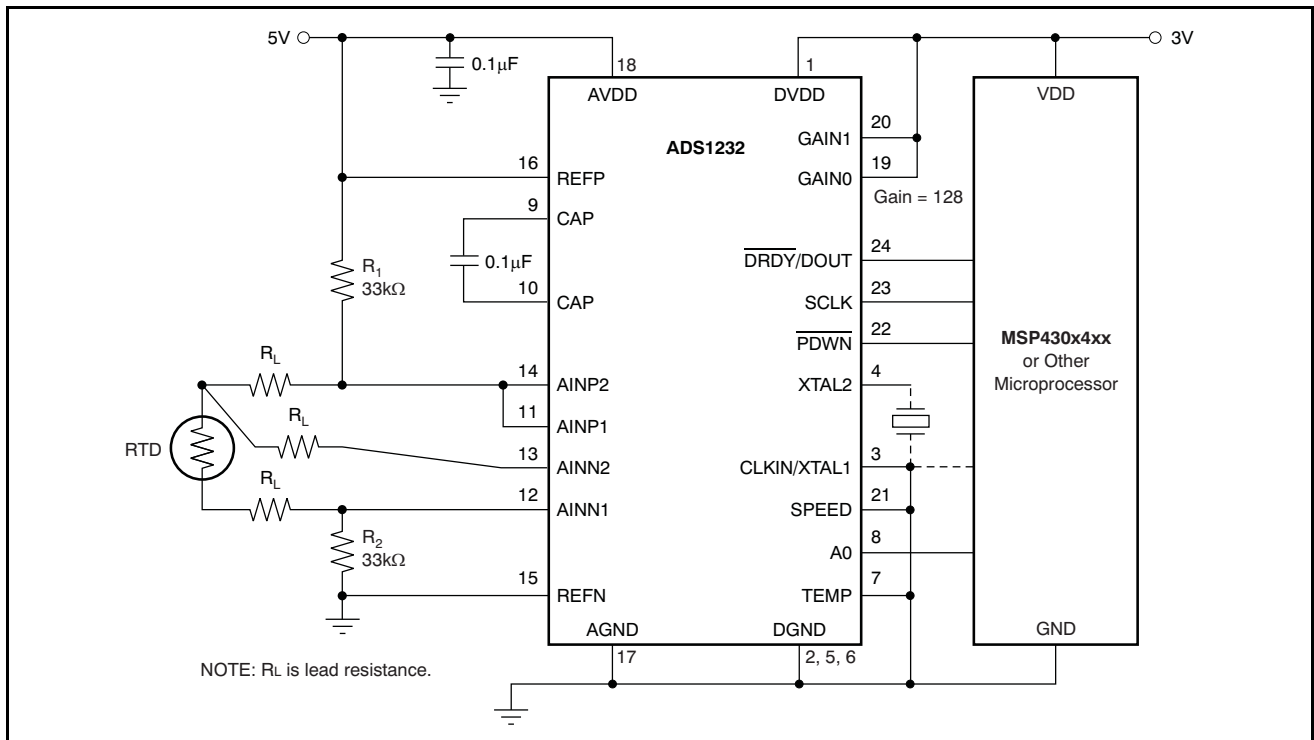 5V
3V
0.1μF
18
1
AVDD
DVDD
VDD
ADS1232
20
GAIN1
19
GAIN0
Gain = 128
16
REFP
9
CAP
0.1μF
10
CAP
R1
33kΩ
24
DRDY/DOUT
23
SCLK
22
PDWN
MSP430x4xx
or Other
Microprocessor
RL
14
AINP2
4
XTAL2
11
AINP1
RL
RTD
13
AINN2
3
CLKIN/XTAL1
RL
12
AINN1
21
SPEED
R2
33kΩ
8
A0
15
REFN
7
TEMP
AGND
DGND
GND
17
2, 5, 6
NOTE: RL is lead resistance.